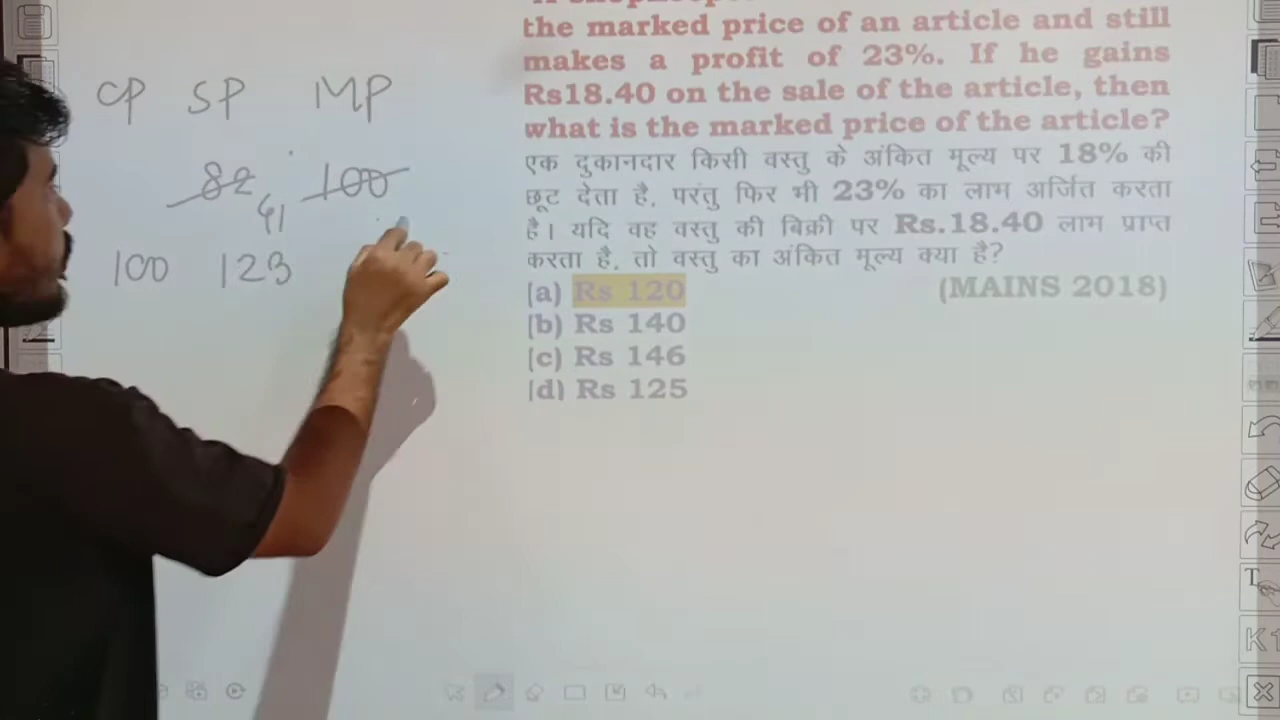 the marked price of an article and still
makes a profit of 23%. If he gains
Rs18.40 on the sale of the article, then
what is the marked price of the article?
एक दुकानदार किसी वस्तु के अंकित मूल्य पर 18% की
छूट देता है, परंतु फिर भी 23% का लाभ अर्जित करता
है। यदि वह वस्तु की बिक्री पर Rs.18.40 लाभ प्राप्त
करता है, तो वस्तु का अंकित मूल्य क्या है?
(a) Rs 120 (MAINS 2018)
(b) Rs 140
(c) Rs 146
(d) Rs 125
CP SP MP
82 100
41
100 123